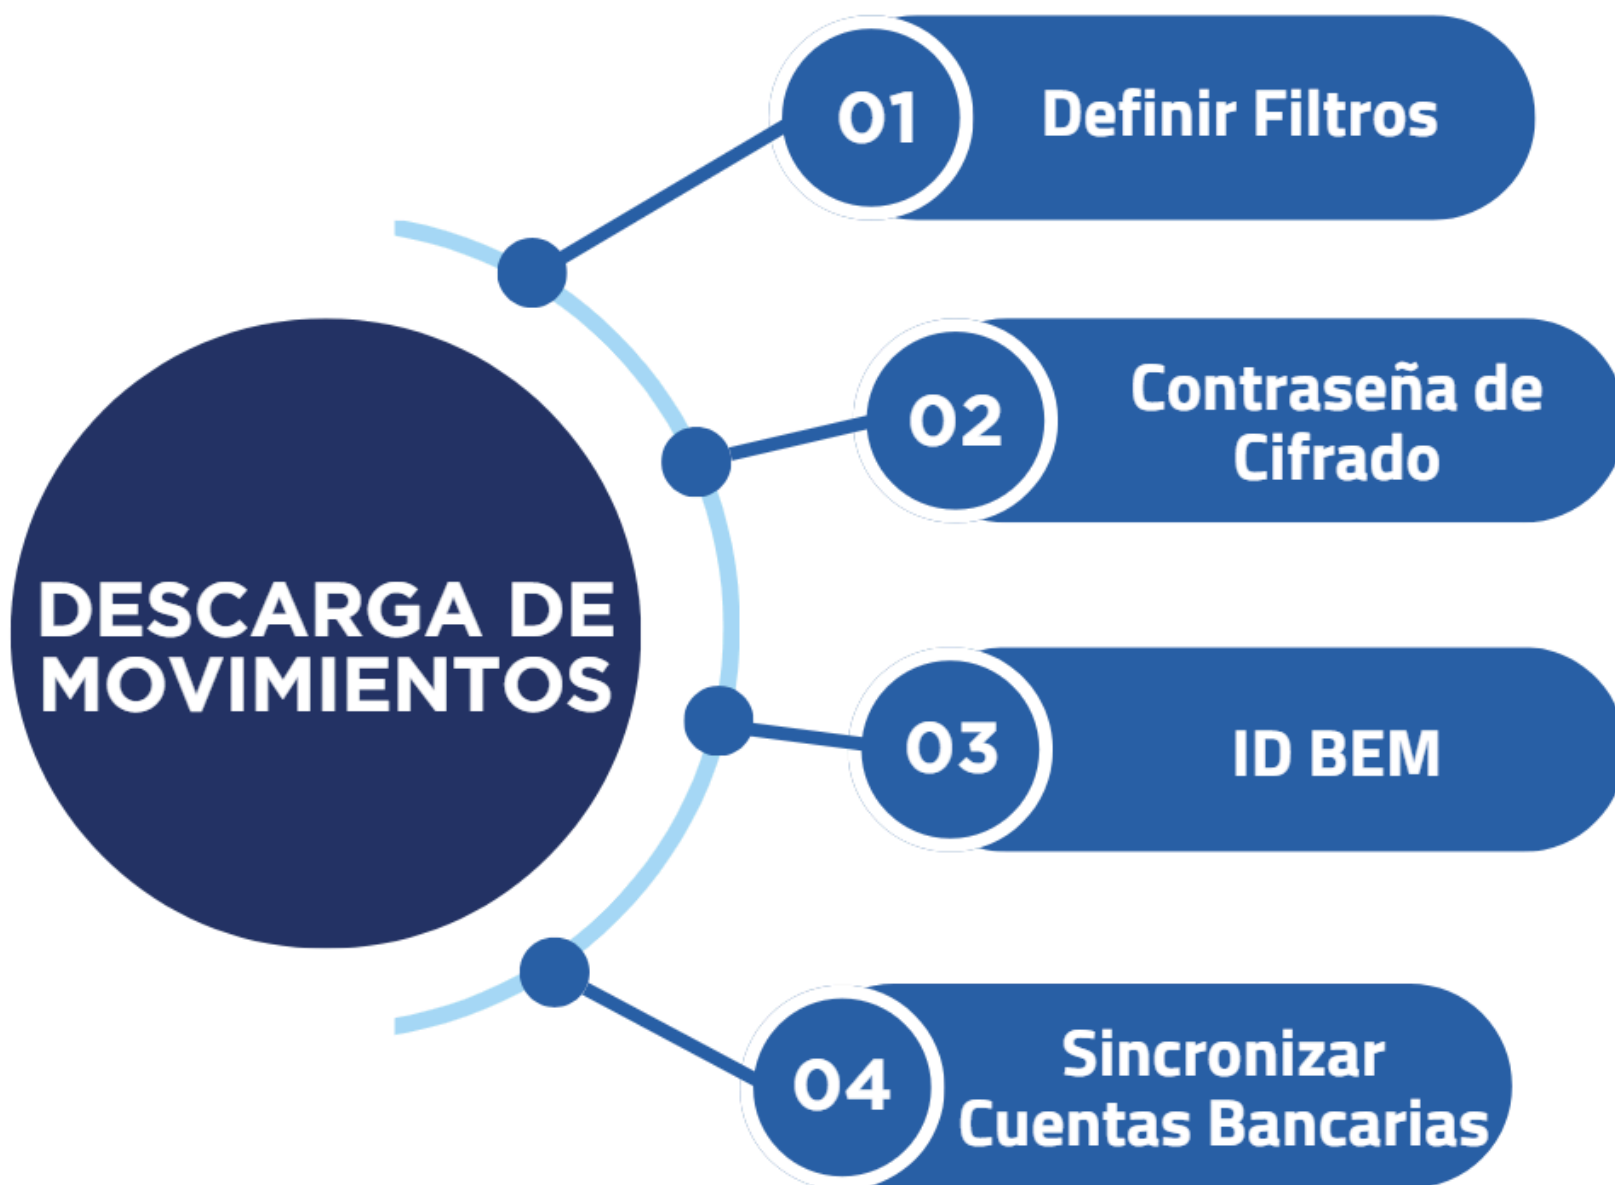 DESCARGA DE
MOVIMIENTOS
01
Definir Filtros
02
Contraseña de
Cifrado
03
ID BEM
04
Sincronizar
Cuentas Bancarias